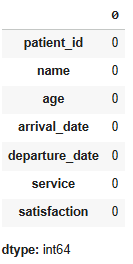 0
patient_id 0
name 0
age 0
arrival_date 0
departure_date 0
service 0
satisfaction 0
dtype: int64